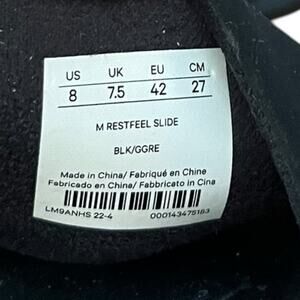 US UK EU CM
8 7.5 42 27
M RESTFEEL SLIDE
BLK/GGRE
Made in China/ Fabriqué en Chine
Fabricado en China/ Fabbricato in Cina
LM9ANHS 22-4 000143475183